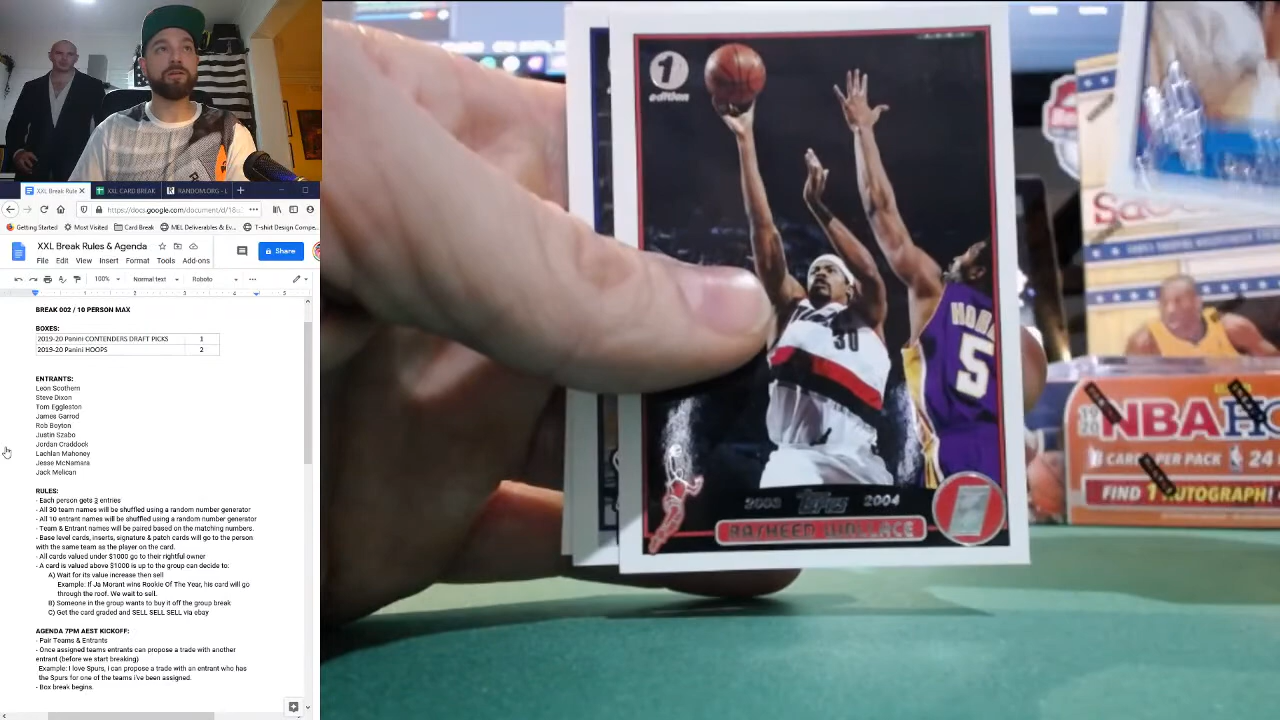 XXL Break Rule
XXL CARD BREAK
RANDOM.ORG - L
https://docs.google.com/document/d/18
Getting Started
Most Visited
Card Break
MEL Deliverables & Ev...
T-shirt Design Compe...
XXL Break Rules & Agenda
Share
File Edit View Insert Format Tools Add-ons
100% Normal text Roboto
BREAK 002 / 10 PERSON MAX
BOXES:
2019-20 Panini CONTENDERS DRAFT PICKS 1
2019-20 Panini HOOPS 2
ENTRANTS:
Leon Scothern
Steve Dixon
Tom Eggleston
James Garrod
Rob Boyton
Justin Szabo
Jordan Craddock
Lachlan Mahoney
Jesse McNamara
Jack Melican
RULES:
- Each person gets 3 entries
- All 30 team names will be shuffled using a random number generator
- All 10 entrant names will be shuffled using a random number generator
- Team & Entrant names will be paired based on the matching numbers.
- Base level cards, inserts, signature & patch cards will go to the person
with the same team as the player on the card.
- All cards valued under $1000 go to their rightful owner
- A card is valued above $1000 is up to the group can decide to:
A) Wait for its value increase then sell
Example: If Ja Morant wins Rookie Of The Year, his card will go
through the roof. We wait to sell.
B) Someone in the group wants to buy it off the group break
C) Get the card graded and SELL SELL SELL via ebay
AGENDA 7PM AEST KICKOFF:
- Pair Teams & Entrants
- Once assigned teams entrants can propose a trade with another
entrant (before we start breaking)
Example: I love Spurs, i can propose a trade with an entrant who has
the Spurs for one of the teams i've been assigned.
- Box break begins.
1
edition
30
5
2003 Topps 2004
RASHEED WALLACE
NBA HO
CARDS PER PACK 24
FIND 1 AUTOGRAPH!